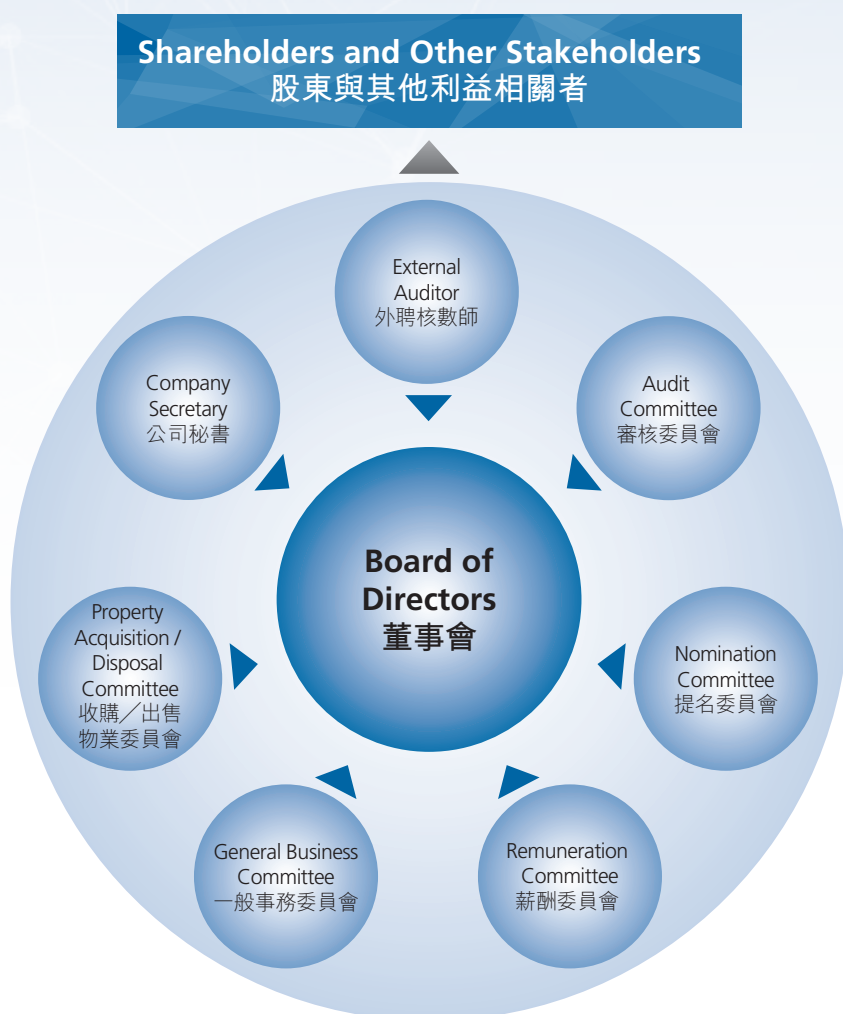 Shareholders and Other Stakeholders
股東與其他利益相關者
External
Auditor
外聘核數師
Company
Secretary
公司秘書
Audit
Committee
審核委員會
Board of
Directors
董事會
Property
Acquisition /
Disposal
Committee
收購／出售
物業委員會
Nomination
Committee
提名委員會
General Business
Committee
一般事務委員會
Remuneration
Committee
薪酬委員會